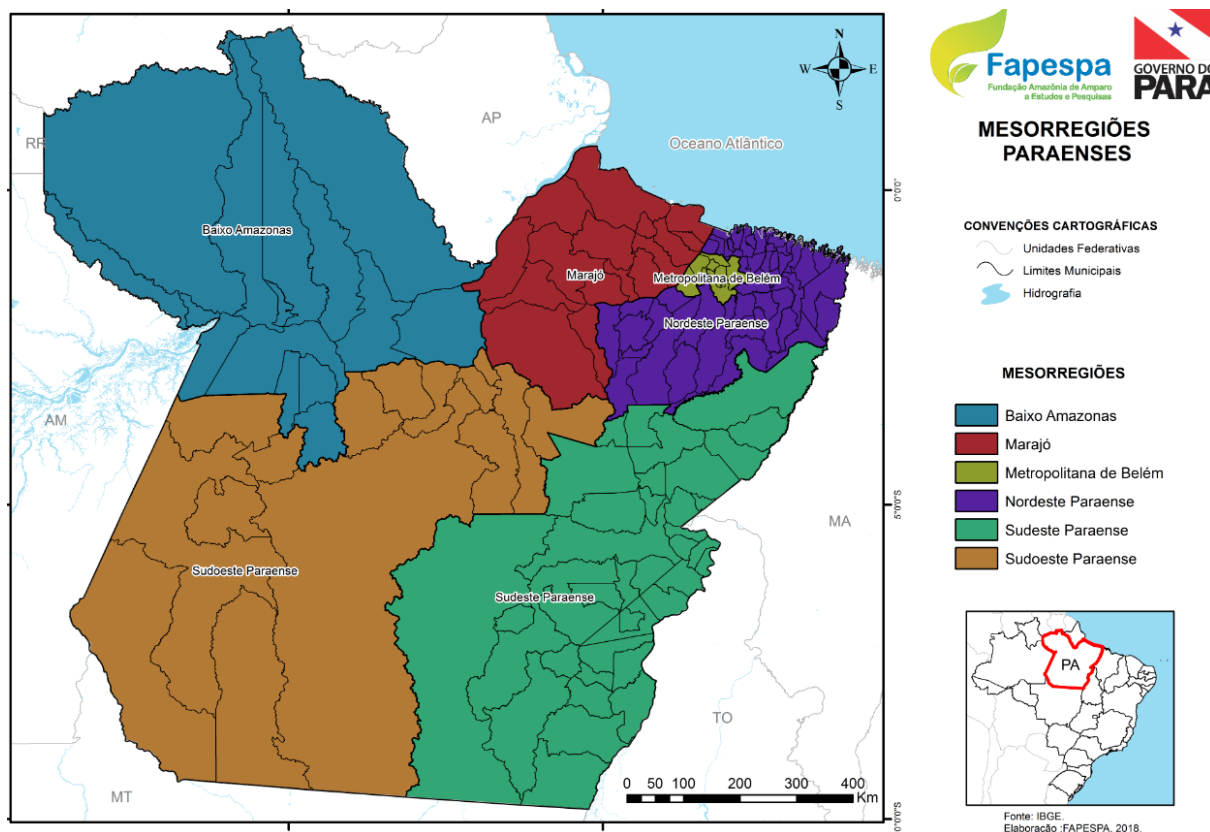 N
W E
S
AP
RR
Oceano Atlântico
Baixo Amazonas
Marajó
Metropolitana de Belém
Nordeste Paraense
AM
MA
Sudoeste Paraense
Sudeste Paraense
TO
MT
0 50 100 200 300 400
Km
0°0'0"
5°0'0"S
Fapespa
Fundação Amazônia de Amparo
a Estudos e Pesquisas
GOVERNO DO
PARÁ
MESORREGIÕES
PARAENSES
CONVENÇÕES CARTOGRÁFICAS
Unidades Federativas
Limites Municipais
Hidrografia
MESORREGIÕES
Baixo Amazonas
Marajó
Metropolitana de Belém
Nordeste Paraense
Sudeste Paraense
Sudoeste Paraense
PA
Fonte: IBGE.
Elaboração :FAPESPA, 2018.